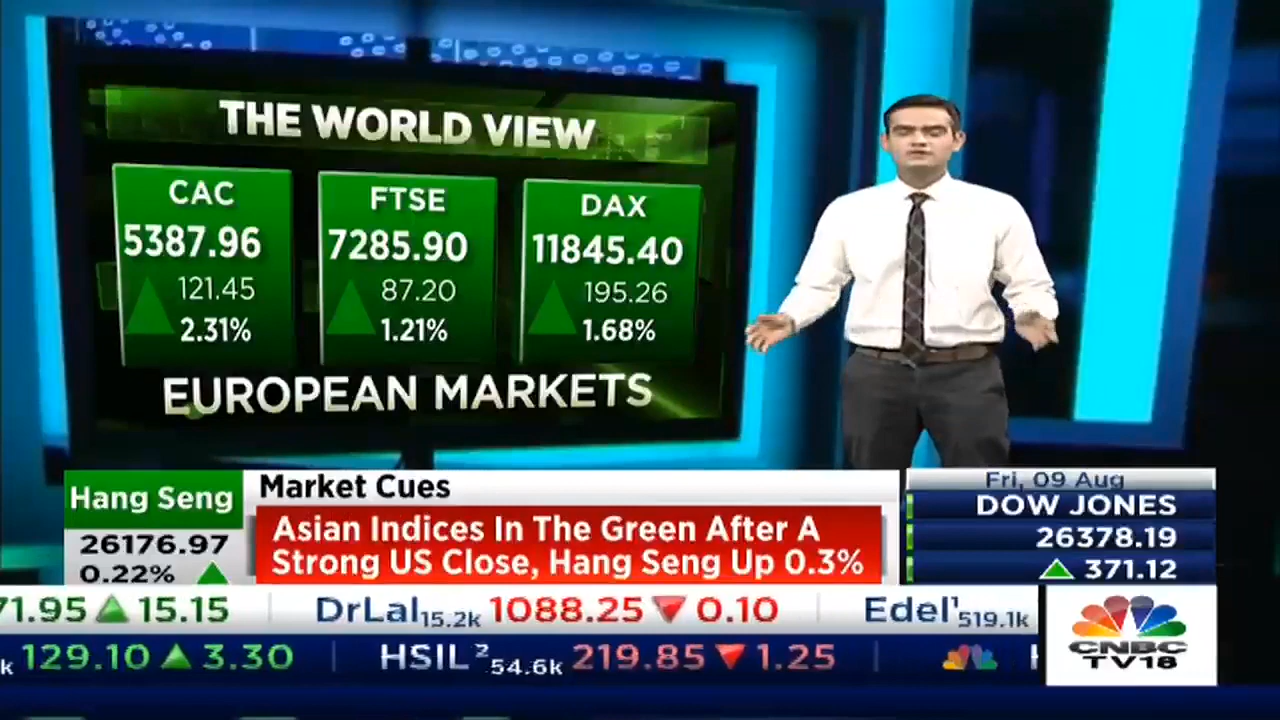 THE WORLD VIEW
CAC
5387.96
121.45
2.31%
FTSE
7285.90
87.20
1.21%
DAX
11845.40
195.26
1.68%
EUROPEAN MARKETS
Hang Seng
26176.97
0.22%
Market Cues
Asian Indices In The Green After A
Strong US Close, Hang Seng Up 0.3%
Fri, 09 Aug
DOW JONES
26378.19
371.12
71.95 15.15 DrLal 15.2k 1088.25 0.10 Edel¹ 519.1k
k 129.10 3.30 HSIL² 54.6k 219.85 1.25
CNBC
TV18